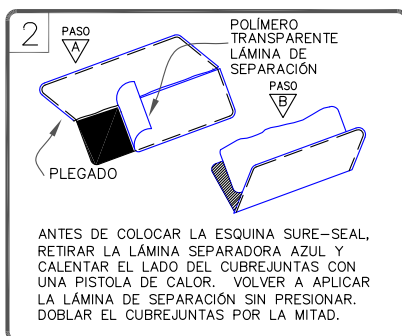 2
PASO
A
POLÍMERO
TRANSPARENTE
LÁMINA DE
SEPARACIÓN
PASO
B
PLEGADO
ANTES DE COLOCAR LA ESQUINA SURE-SEAL,
RETIRAR LA LÁMINA SEPARADORA AZUL Y
CALENTAR EL LADO DEL CUBREJUNTAS CON
UNA PISTOLA DE CALOR. VOLVER A APLICAR
LA LÁMINA DE SEPARACIÓN SIN PRESIONAR.
DOBLAR EL CUBREJUNTAS POR LA MITAD.